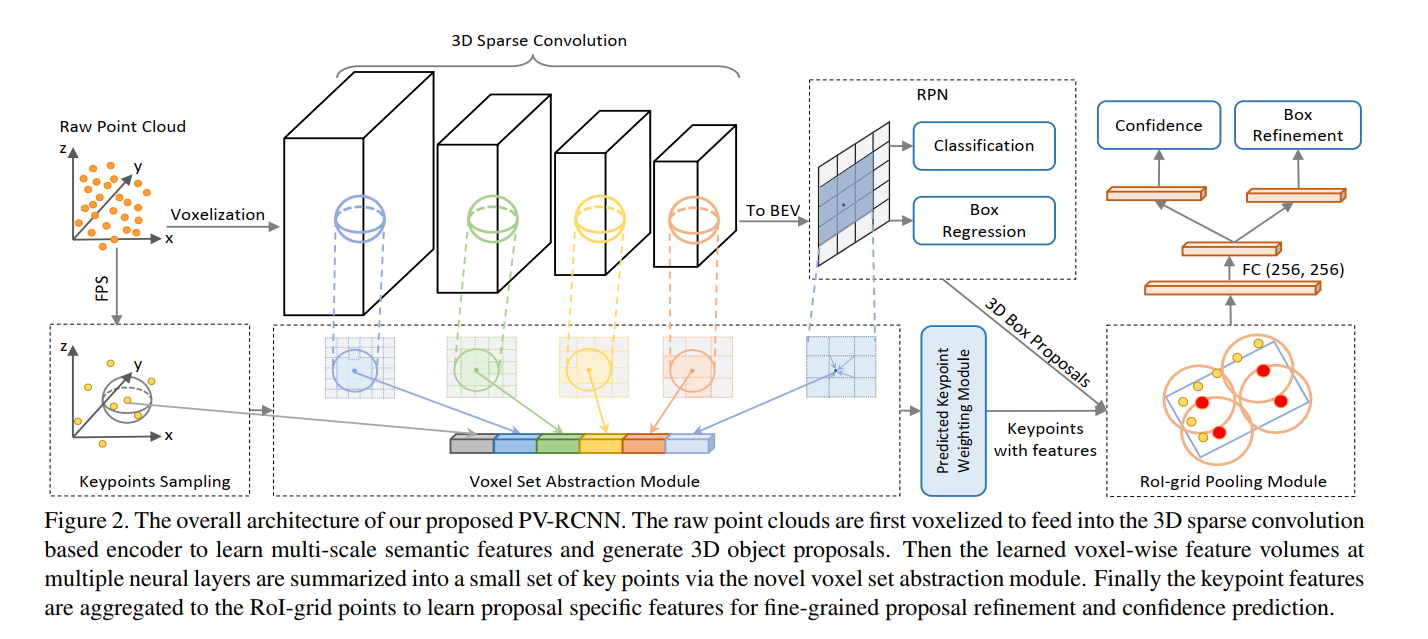 3D Sparse Convolution
RPN
Raw Point Cloud
z
y
x
Voxelization
To BEV
Classification
Box
Regression
Confidence
Box
Refinement
FC (256, 256)
FPS
3D Box Proposals
z
y
x
Keypoints Sampling
Voxel Set Abstraction Module
Predicted Keypoint
Weighting Module
Keypoints
with features
RoI-grid Pooling Module
Figure 2. The overall architecture of our proposed PV-RCNN. The raw point clouds are first voxelized to feed into the 3D sparse convolution
based encoder to learn multi-scale semantic features and generate 3D object proposals. Then the learned voxel-wise feature volumes at
multiple neural layers are summarized into a small set of key points via the novel voxel set abstraction module. Finally the keypoint features
are aggregated to the RoI-grid points to learn proposal specific features for fine-grained proposal refinement and confidence prediction.